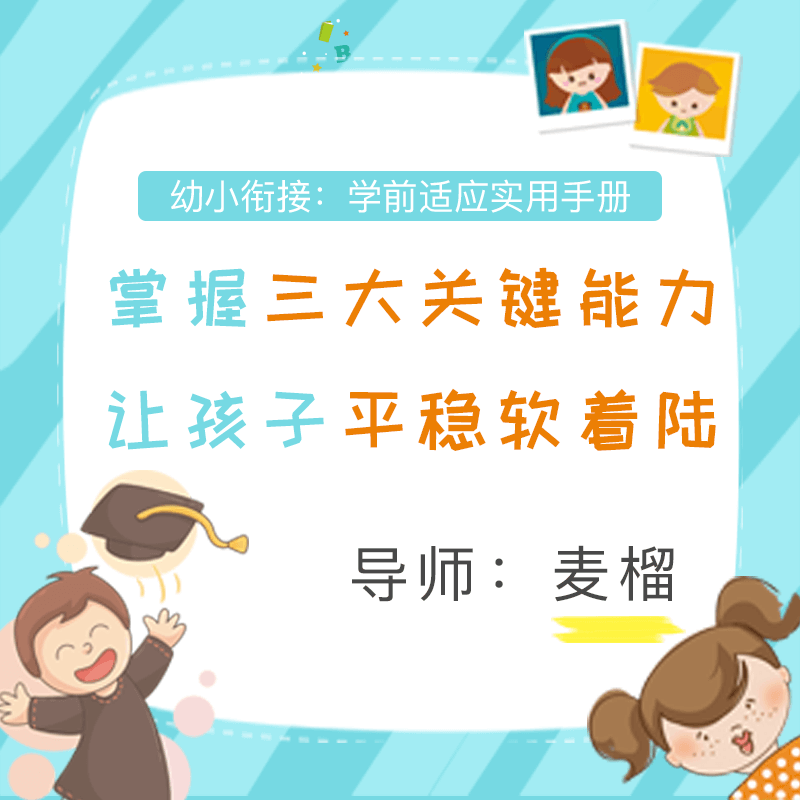 幼小衔接：学前适应实用手册
掌握三大关键能力
让孩子平稳软着陆
导师：麦榴